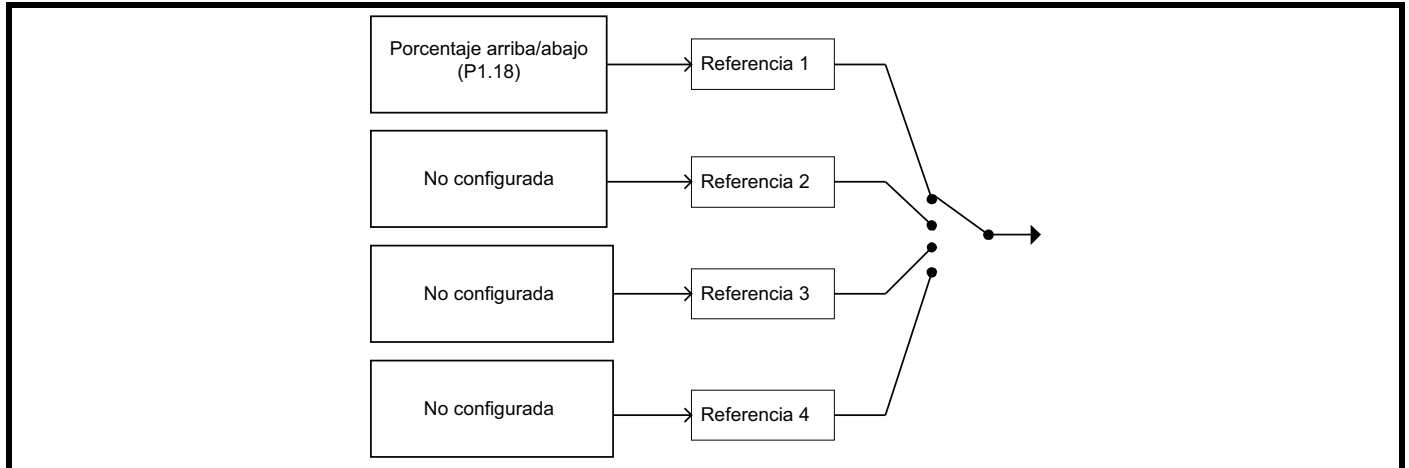 Porcentaje arriba/abajo
(P1.18)
Referencia 1
No configurada
Referencia 2
No configurada
Referencia 3
No configurada
Referencia 4